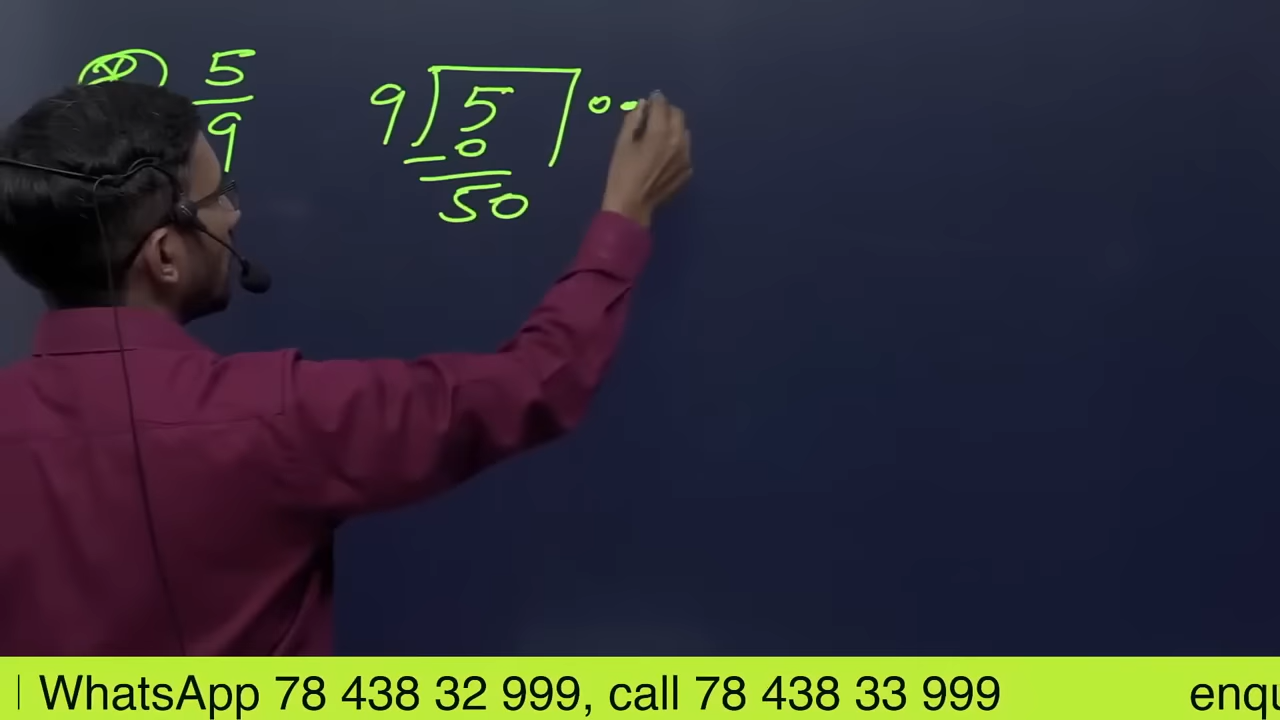 5
9
9 ) 5 0.
- 0
50
WhatsApp 78 438 32 999, call 78 438 33 999 enqu